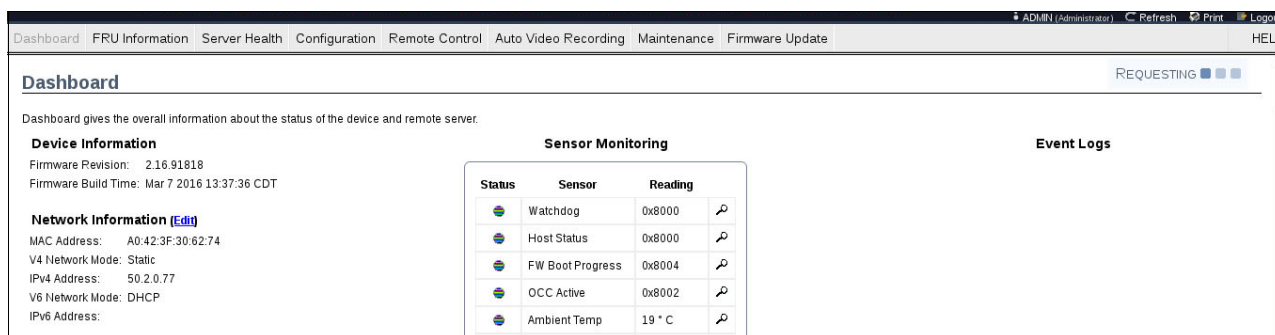 ADMIN (Administrator) Refresh Print Logo
Dashboard FRU Information Server Health Configuration Remote Control Auto Video Recording Maintenance Firmware Update HEL
Dashboard
REQUESTING
Dashboard gives the overall information about the status of the device and remote server.
Device Information
Firmware Revision: 2.16.91818
Firmware Build Time: Mar 7 2016 13:37:36 CDT
Network Information (Edit)
MAC Address: A0:42:3F:30:62:74
V4 Network Mode: Static
IPv4 Address: 50.2.0.77
V6 Network Mode: DHCP
IPv6 Address:
Sensor Monitoring
Status Sensor Reading
Watchdog 0x8000
Host Status 0x8000
FW Boot Progress 0x8004
OCC Active 0x8002
Ambient Temp 19 ° C
Event Logs